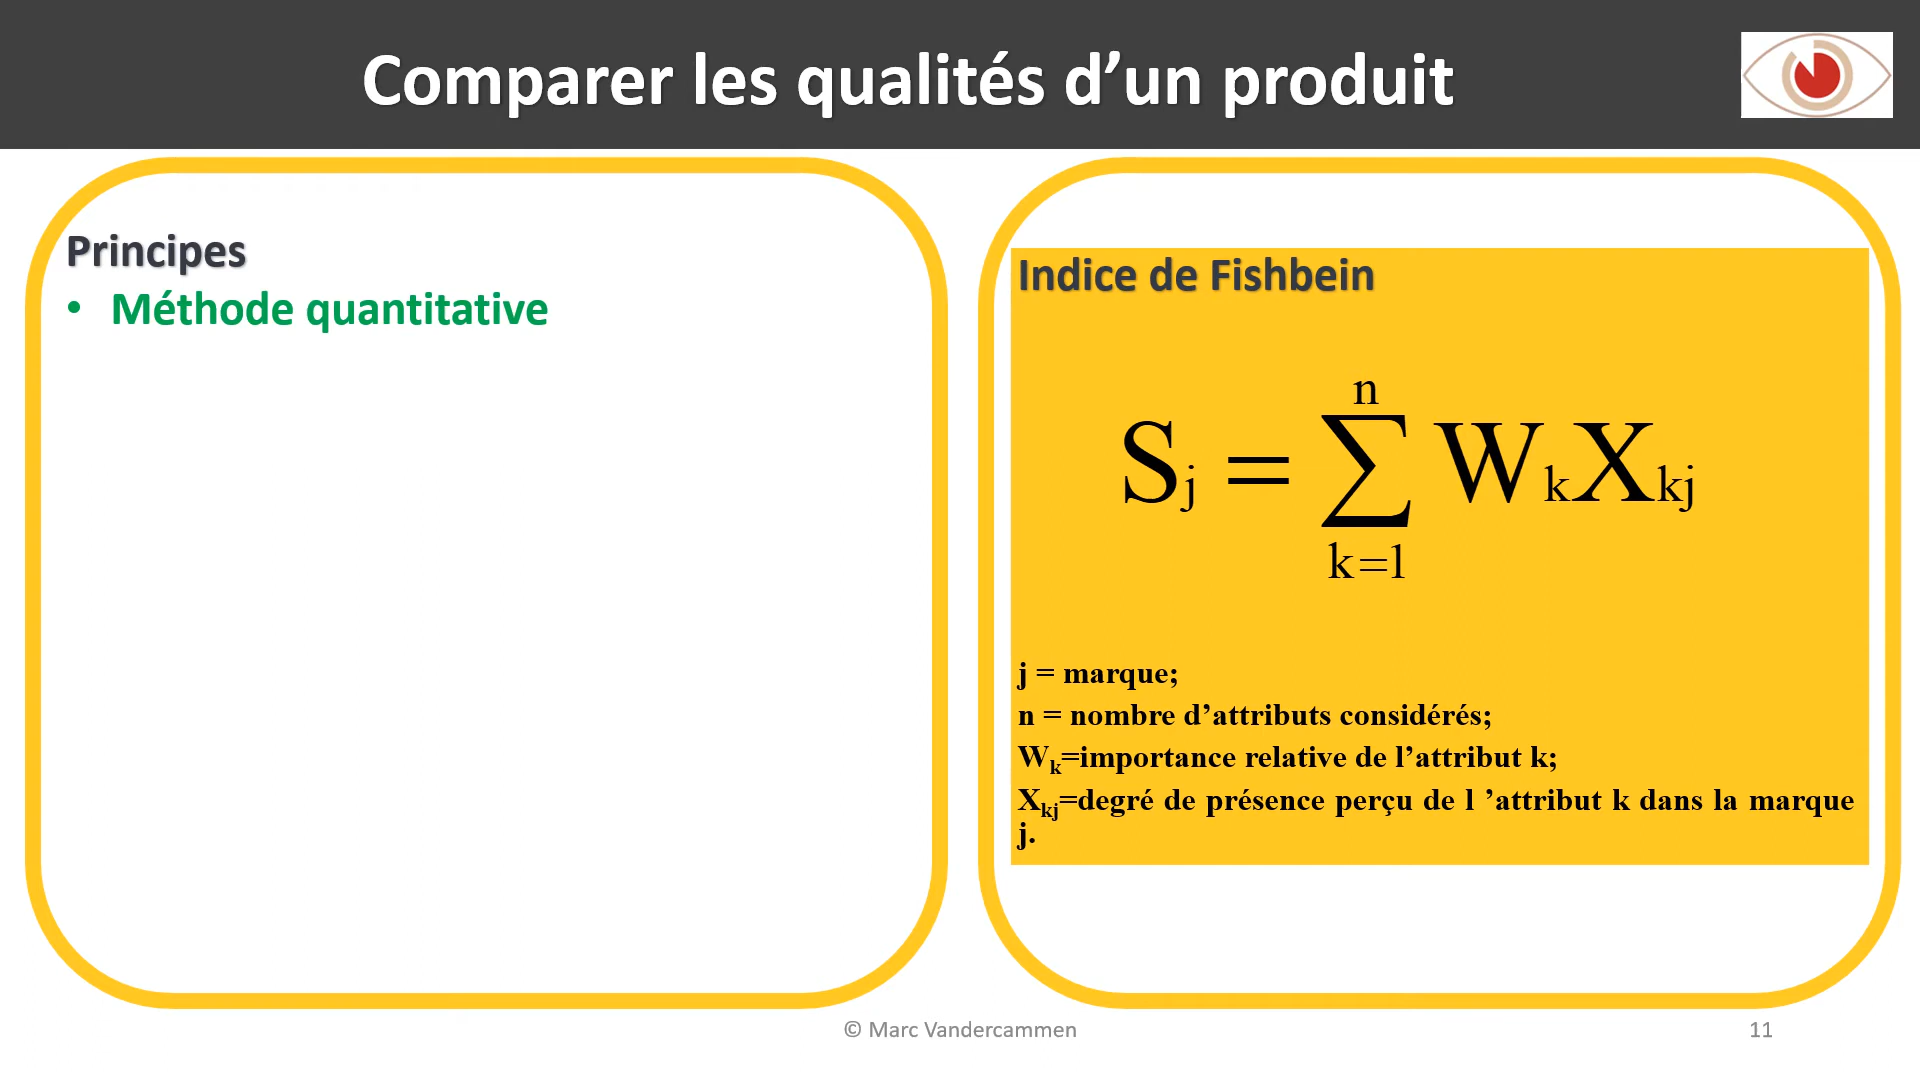 Comparer les qualités d’un produit
Principes
• Méthode quantitative
Indice de Fishbein
n
Sj = ∑ WkXkj
k=1
j = marque;
n = nombre d’attributs considérés;
Wk=importance relative de l’attribut k;
Xkj=degré de présence perçu de l ’attribut k dans la marque
j.
© Marc Vandercammen
11